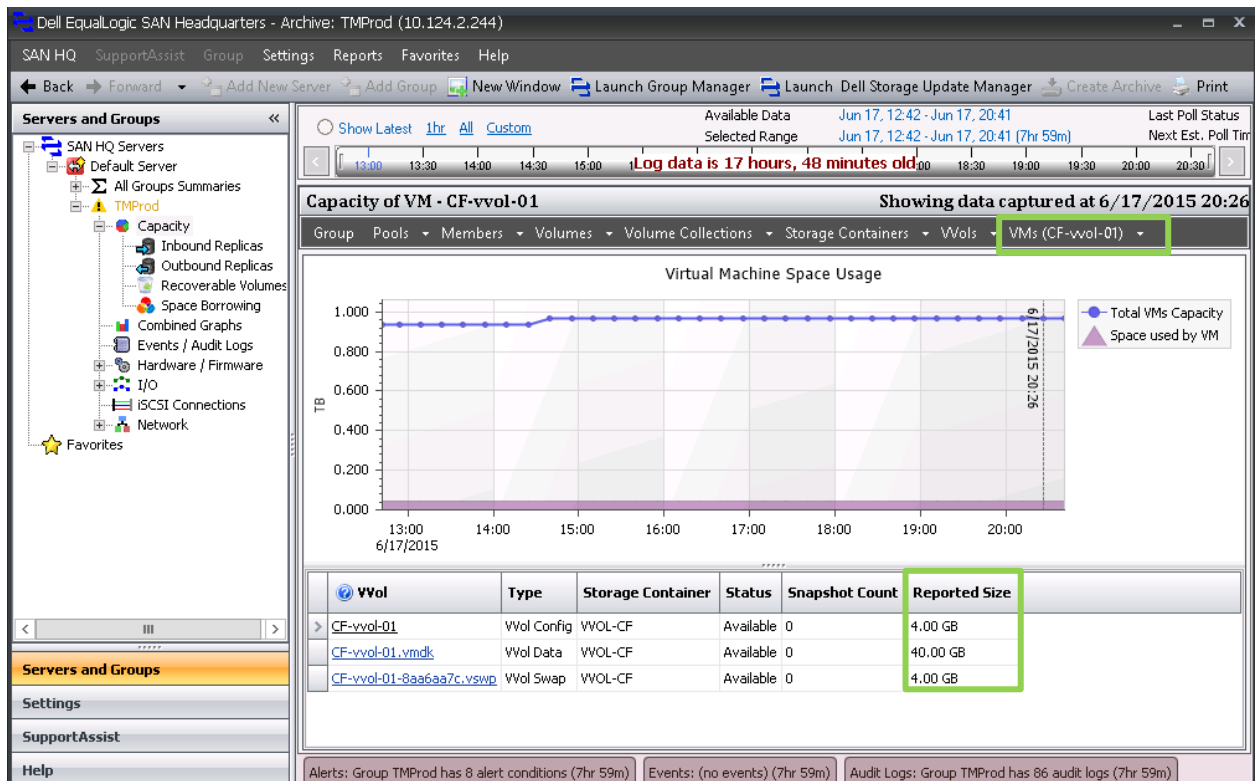 Dell EqualLogic SAN Headquarters - Archive: TMProd (10.124.2.244)
SAN HQ SupportAssist Group Settings Reports Favorites Help
Back Forward Add New Server Add Group New Window Launch Group Manager Launch Dell Storage Update Manager Create Archive Print
Servers and Groups
SAN HQ Servers
Default Server
All Groups Summaries
TMProd
Capacity
Inbound Replicas
Outbound Replicas
Recoverable Volumes
Space Borrowing
Combined Graphs
Events / Audit Logs
Hardware / Firmware
I/O
iSCSI Connections
Network
Favorites
Servers and Groups
Settings
SupportAssist
Help
Show Latest 1hr All Custom
Available Data Jun 17, 12:42 - Jun 17, 20:41
Selected Range Jun 17, 12:42 - Jun 17, 20:41 (7hr 59m)
Last Poll Status
Next Est. Poll Tim
13:00 13:30 14:00 14:30 15:00 18:30 19:00 19:30 20:00 20:30
Log data is 17 hours, 48 minutes old
Capacity of VM - CF-vvol-01 Showing data captured at 6/17/2015 20:26
Group Pools Members Volumes Volume Collections Storage Containers VVols VMs (CF-vvol-01)
Virtual Machine Space Usage
1.000
0.800
0.600
0.400
0.200
0.000
TB
6/17/2015 20:26
13:00 14:00 15:00 16:00 17:00 18:00 19:00 20:00
6/17/2015
Total VMs Capacity
Space used by VM
VVol Type Storage Container Status Snapshot Count Reported Size
CF-vvol-01 VVol Config VVOL-CF Available 0 4.00 GB
CF-vvol-01.vmdk VVol Data VVOL-CF Available 0 40.00 GB
CF-vvol-01-8aa6aa7c.vswp VVol Swap VVOL-CF Available 0 4.00 GB
Alerts: Group TMProd has 8 alert conditions (7hr 59m) Events: (no events) (7hr 59m) Audit Logs: Group TMProd has 86 audit logs (7hr 59m)